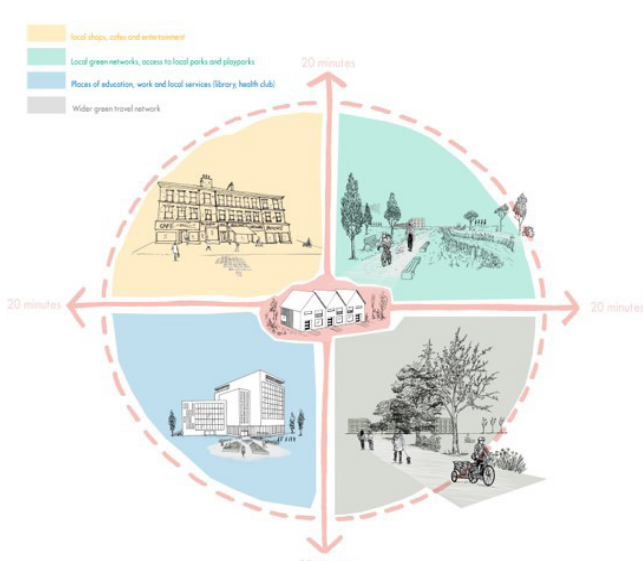 local shops, cafes and entertainment
20 minutes
Local green networks, access to local parks and playparks
Places of education, work and local services (library, health club)
Wider green travel network
CAFE
20 minutes
20 minutes